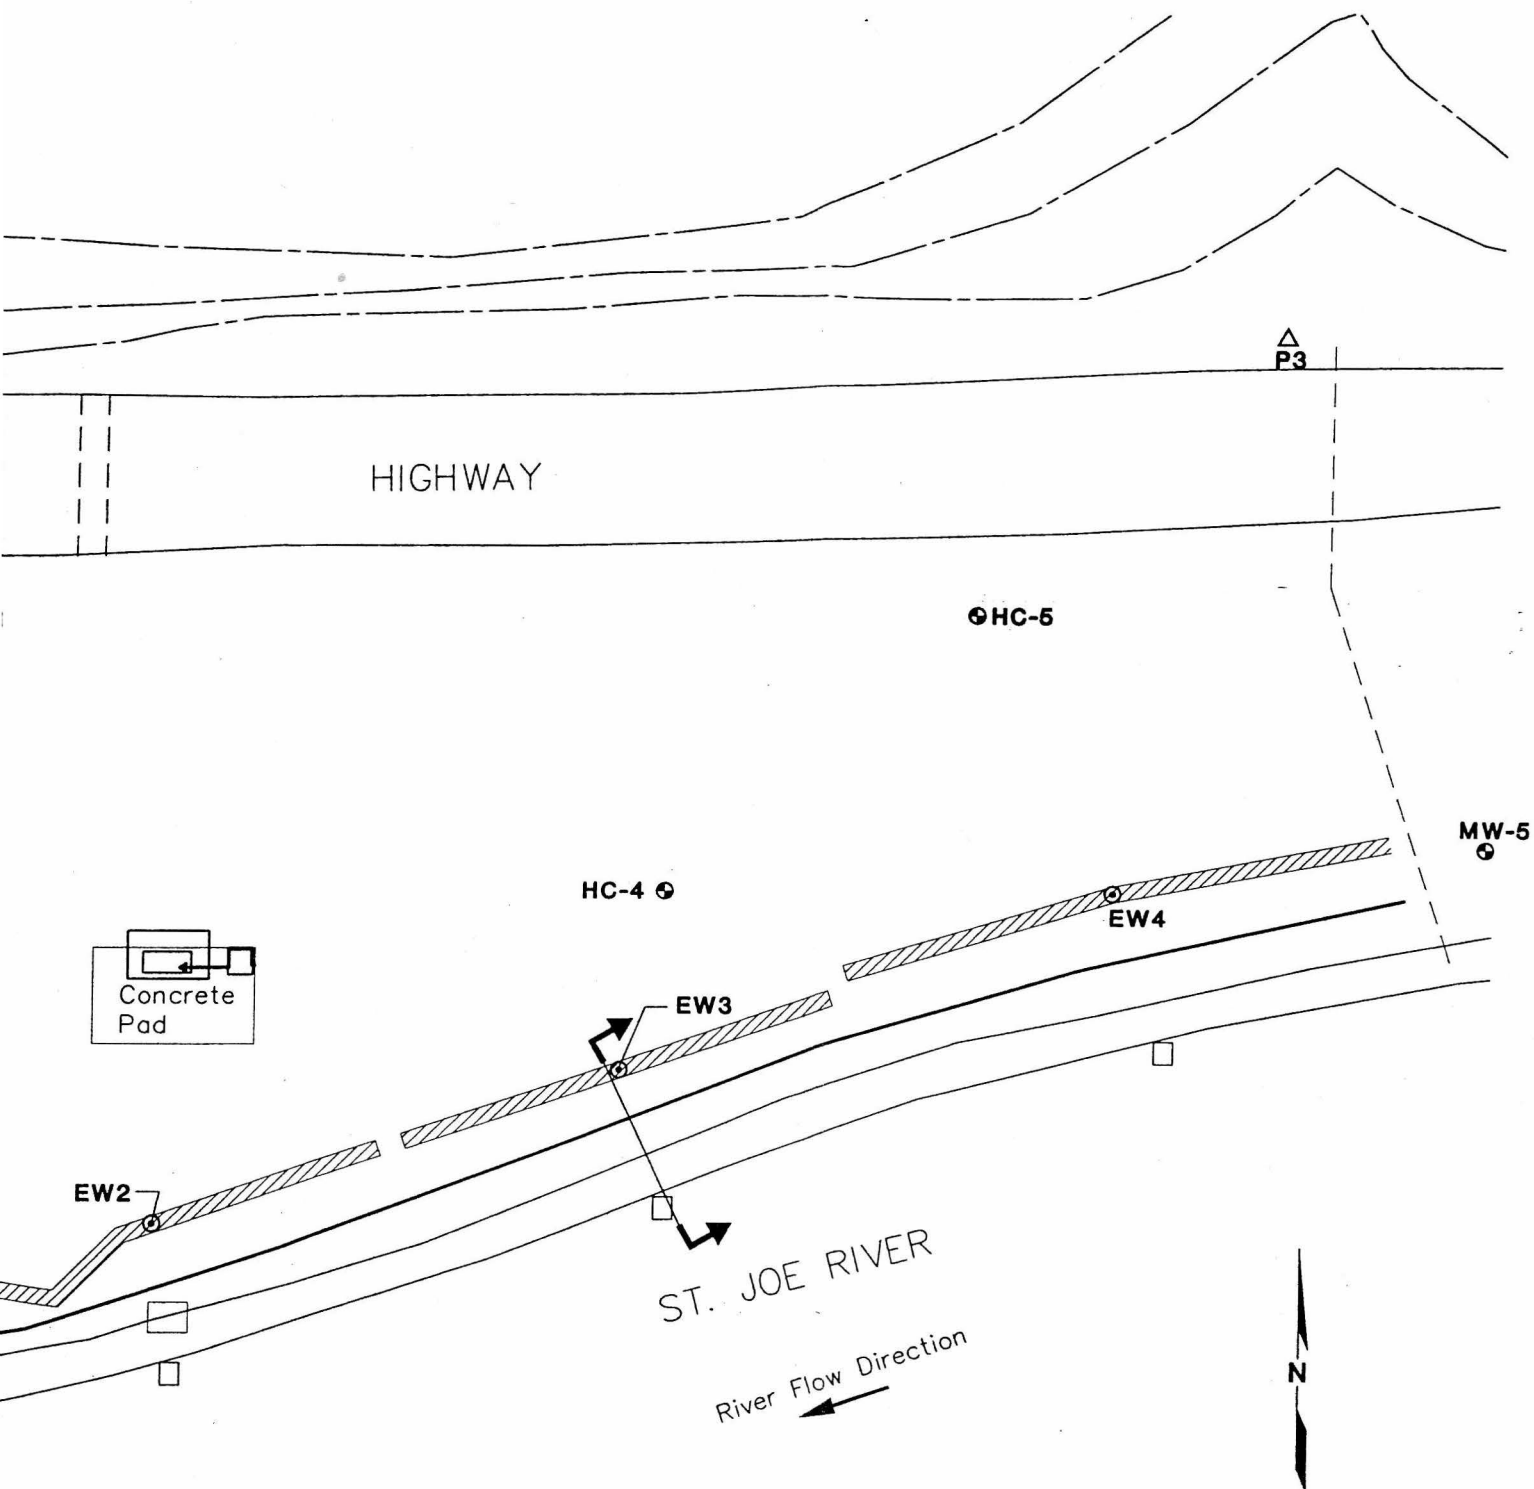 P3
HIGHWAY
HC-5
MW-5
HC-4
EW4
Concrete
Pad
EW3
EW2
ST. JOE RIVER
River Flow Direction
N